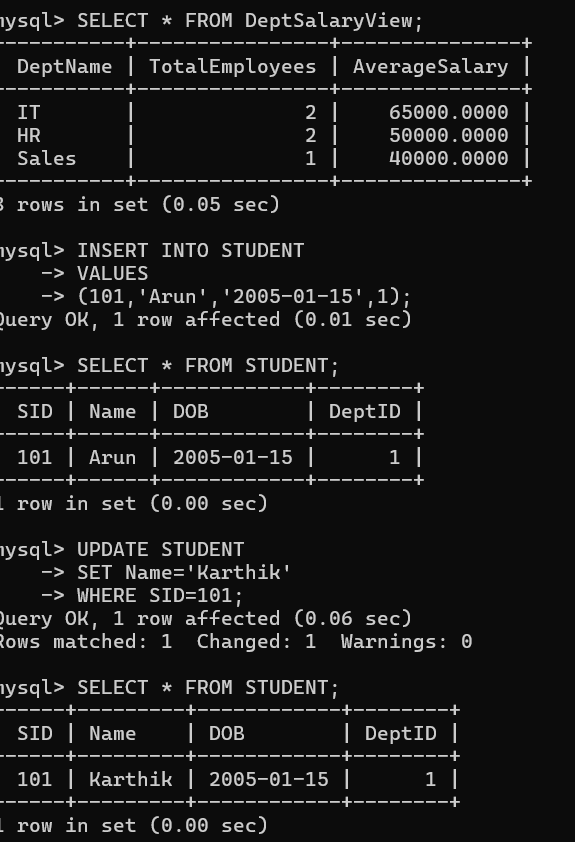 mysql> SELECT * FROM DeptSalaryView;
----------+----------------+---------------+
DeptName | TotalEmployees | AverageSalary |
----------+----------------+---------------+
IT | 2 | 65000.0000 |
HR | 2 | 50000.0000 |
Sales | 1 | 40000.0000 |
----------+----------------+---------------+
3 rows in set (0.05 sec)
mysql> INSERT INTO STUDENT
-> VALUES
-> (101,'Arun','2005-01-15',1);
Query OK, 1 row affected (0.01 sec)
mysql> SELECT * FROM STUDENT;
-----+------+------------+--------+
SID | Name | DOB | DeptID |
-----+------+------------+--------+
101 | Arun | 2005-01-15 | 1 |
-----+------+------------+--------+
1 row in set (0.00 sec)
mysql> UPDATE STUDENT
-> SET Name='Karthik'
-> WHERE SID=101;
Query OK, 1 row affected (0.06 sec)
Rows matched: 1  Changed: 1  Warnings: 0
mysql> SELECT * FROM STUDENT;
-----+---------+------------+--------+
SID | Name | DOB | DeptID |
-----+---------+------------+--------+
101 | Karthik | 2005-01-15 | 1 |
-----+---------+------------+--------+
1 row in set (0.00 sec)